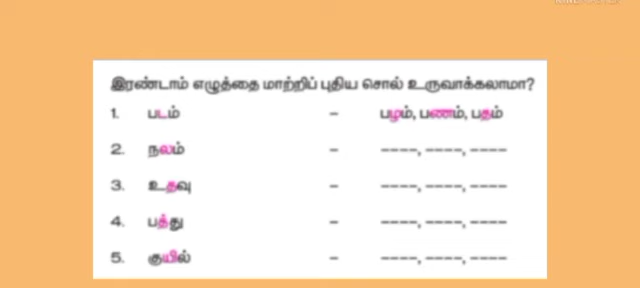 இரண்டாம் எழுத்தை மாற்றிப் புதிய சொல் உருவாக்கலாமா?
1. படம் – பழம், பணம், பதம்
2. நலம் – ----, ----, ----
3. உதவு – ----, ----, ----
4. பத்து – ----, ----, ----
5. குயில் – ----, ----, ----